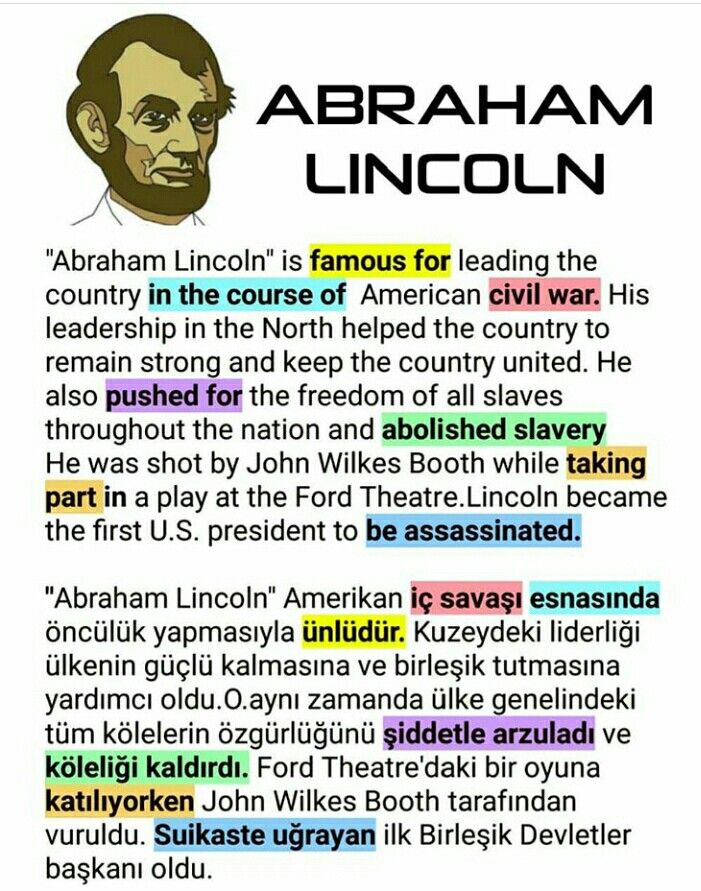 ABRAHAM
LINCOLN
"Abraham Lincoln" is famous for leading the
country in the course of American civil war. His
leadership in the North helped the country to
remain strong and keep the country united. He
also pushed for the freedom of all slaves
throughout the nation and abolished slavery
He was shot by John Wilkes Booth while taking
part in a play at the Ford Theatre.Lincoln became
the first U.S. president to be assassinated.
"Abraham Lincoln" Amerikan iç savaşı esnasında
öncülük yapmasıyla ünlüdür. Kuzeydeki liderliği
ülkenin güçlü kalmasına ve birleşik tutmasına
yardımcı oldu.O.aynı zamanda ülke genelindeki
tüm kölelerin özgürlüğünü şiddetle arzuladı ve
köleliği kaldırdı. Ford Theatre'daki bir oyuna
katılıyorken John Wilkes Booth tarafından
vuruldu. Suikaste uğrayan ilk Birleşik Devletler
başkanı oldu.